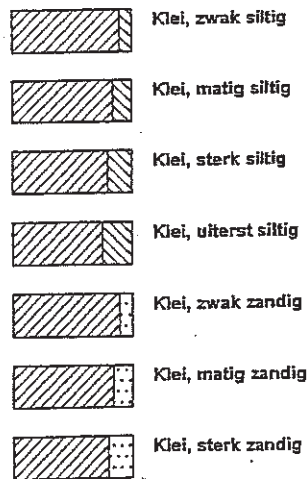 Klei, zwak siltig
Klei, matig siltig
Klei, sterk siltig
Klei, uiterst siltig
Klei, zwak zandig
Klei, matig zandig
Klei, sterk zandig